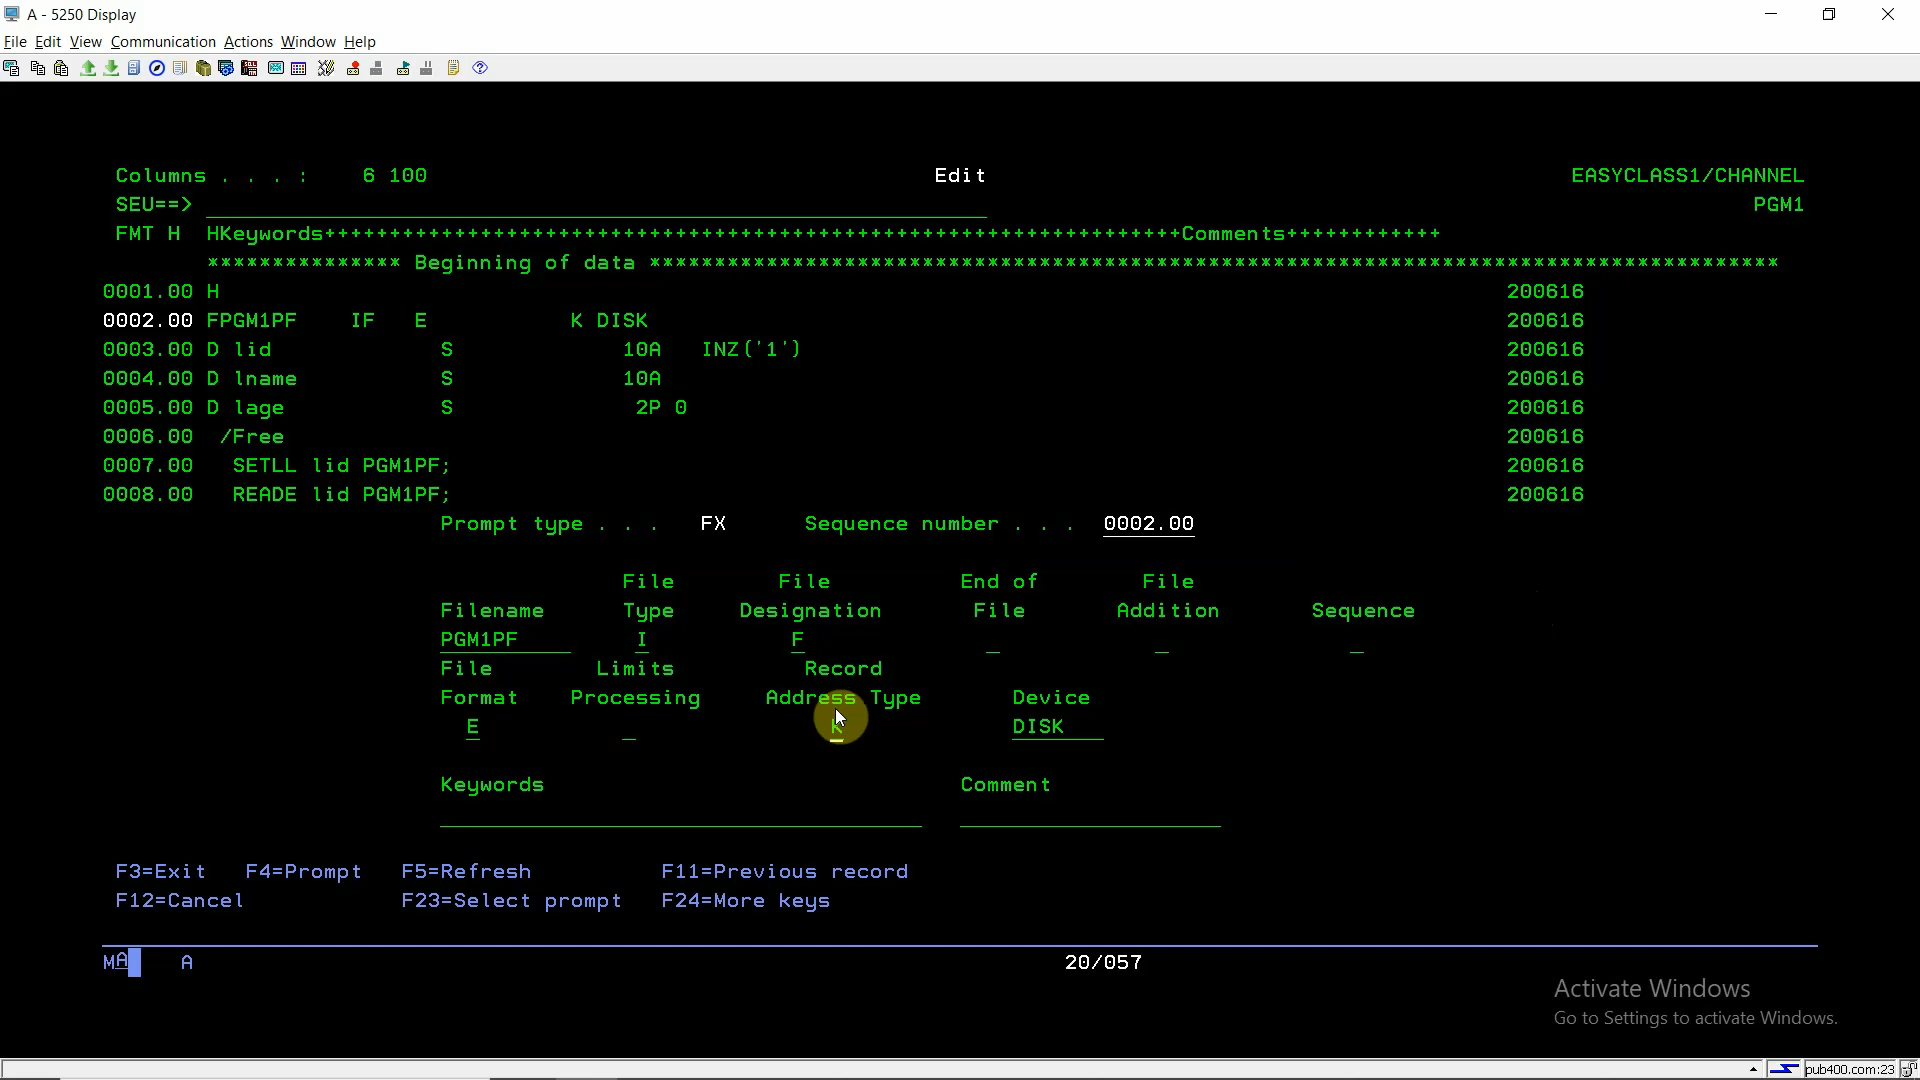 A - 5250 Display
File Edit View Communication Actions Window Help
Columns . . . :    6 100                                       Edit                                              EASYCLASS1/CHANNEL
SEU==>                                                                                                                        PGM1
FMT H  HKeywords++++++++++++++++++++++++++++++++++++++++++++++++++++++++++++++++++Comments++++++++++++
*************** Beginning of data ***************************************************************************************
0001.00 H                                                                                                   200616
0002.00 FPGM1PF    IF   E           K DISK                                                                  200616
0003.00 D lid             S             10A   INZ('1')                                                      200616
0004.00 D lname           S             10A                                                                 200616
0005.00 D lage            S              2P 0                                                               200616
0006.00  /Free                                                                                              200616
0007.00   SETLL lid PGM1PF;                                                                                 200616
0008.00   READE lid PGM1PF;                                                                                 200616
Prompt type . . .   FX      Sequence number . . .  0002.00
File        File          End of        File
Filename      Type     Designation       File       Addition       Sequence
PGM1PF         I           F               _            _              _
File        Limits          Record
Format    Processing     Address Type       Device
E           _               K            DISK
Keywords                                Comment
F3=Exit   F4=Prompt   F5=Refresh          F11=Previous record
F12=Cancel            F23=Select prompt   F24=More keys
MA    A                                                                   20/057
Activate Windows
Go to Settings to activate Windows.
pub400.com:23